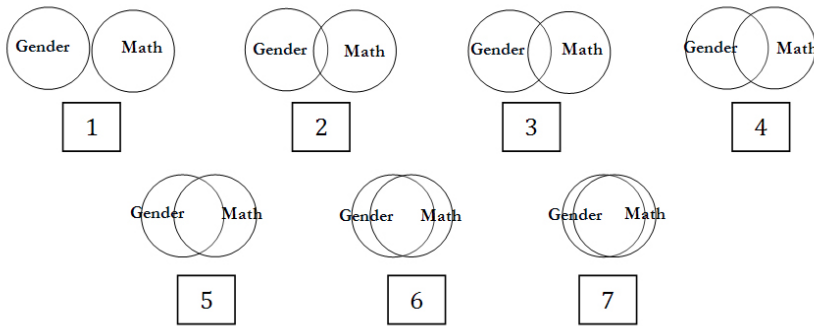 Gender Math Gender Math Gender Math Gender Math
1 2 3 4
Gender Math Gender Math Gender Math
5 6 7